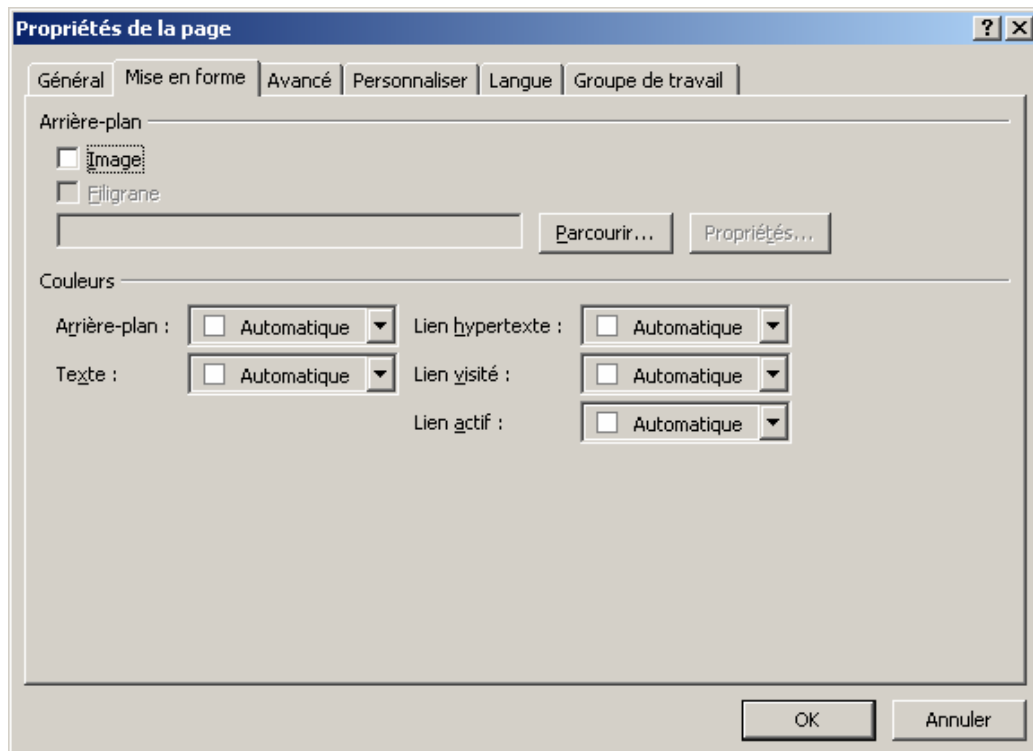 Propriétés de la page
Général Mise en forme Avancé Personnaliser Langue Groupe de travail
Arrière-plan
Image
Filigrane
Parcourir... Propriétés...
Couleurs
Arrière-plan : Automatique Lien hypertexte : Automatique
Texte : Automatique Lien visité : Automatique
Lien actif : Automatique
OK Annuler